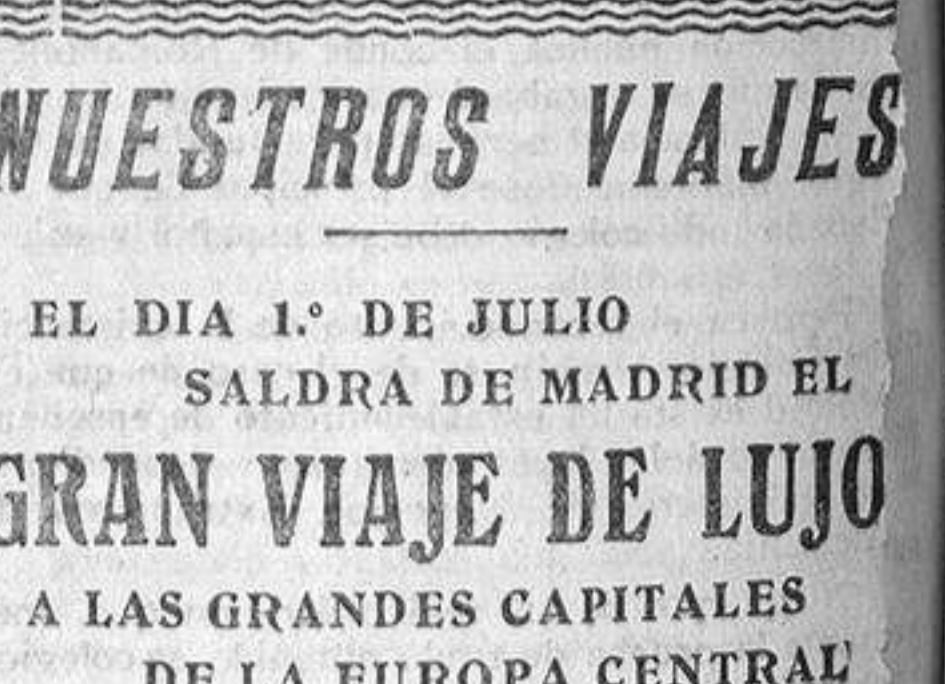 NUESTROS VIAJES
EL DIA 1.º DE JULIO
SALDRA DE MADRID EL
GRAN VIAJE DE LUJO
A LAS GRANDES CAPITALES
DE LA EUROPA CENTRAL